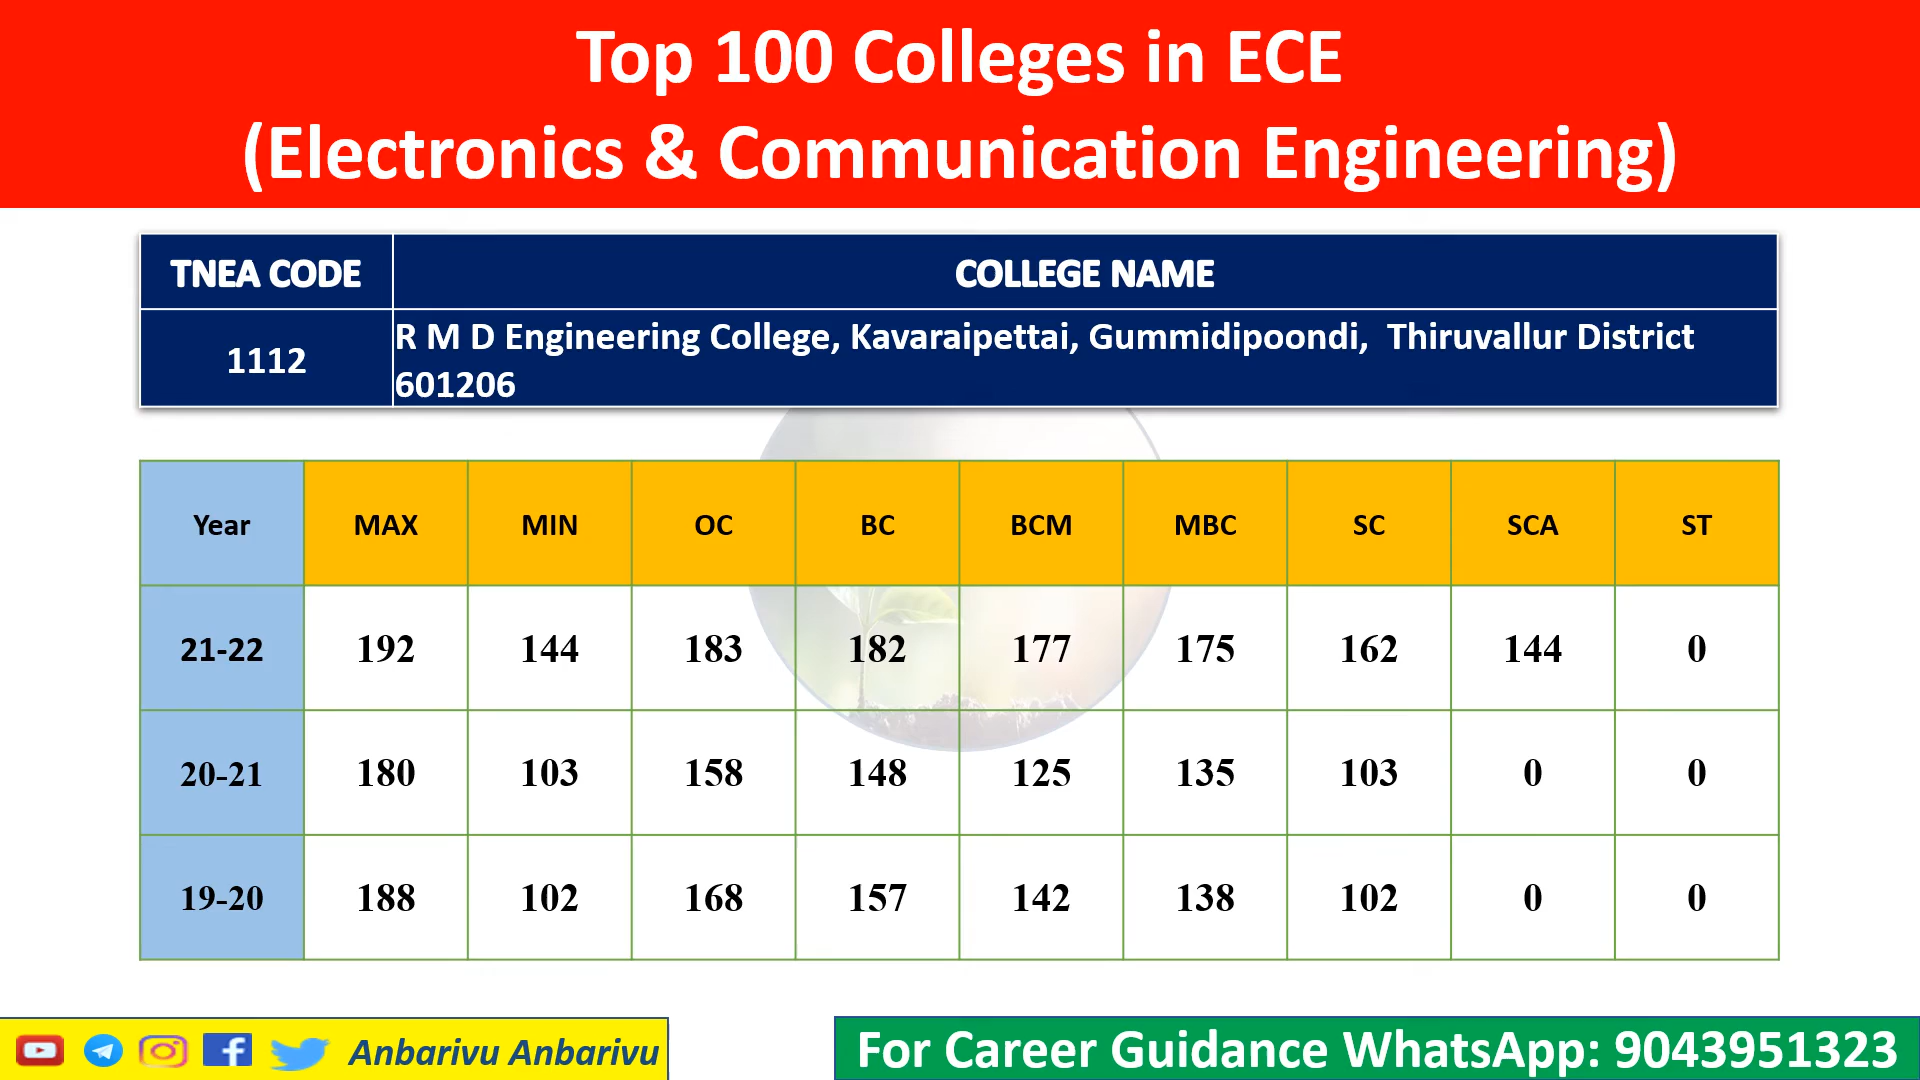 Top 100 Colleges in ECE
(Electronics & Communication Engineering)
TNEA CODE COLLEGE NAME
1112 R M D Engineering College, Kavaraipettai, Gummidipoondi, Thiruvallur District
601206
Year MAX MIN OC BC BCM MBC SC SCA ST
21-22 192 144 183 182 177 175 162 144 0
20-21 180 103 158 148 125 135 103 0 0
19-20 188 102 168 157 142 138 102 0 0
Anbarivu Anbarivu
For Career Guidance WhatsApp: 9043951323